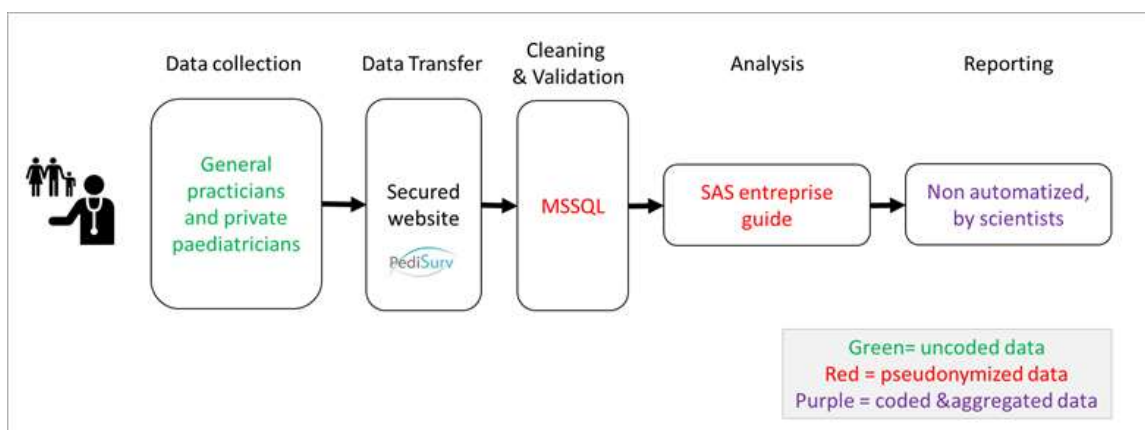 Data collection
Data Transfer
Cleaning
& Validation
Analysis
Reporting
General
practicians
and private
paediatricians
Secured
website
PediSurv
MSSQL
SAS entreprise
guide
Non automatized,
by scientists
Green= uncoded data
Red = pseudonymized data
Purple = coded &aggregated data